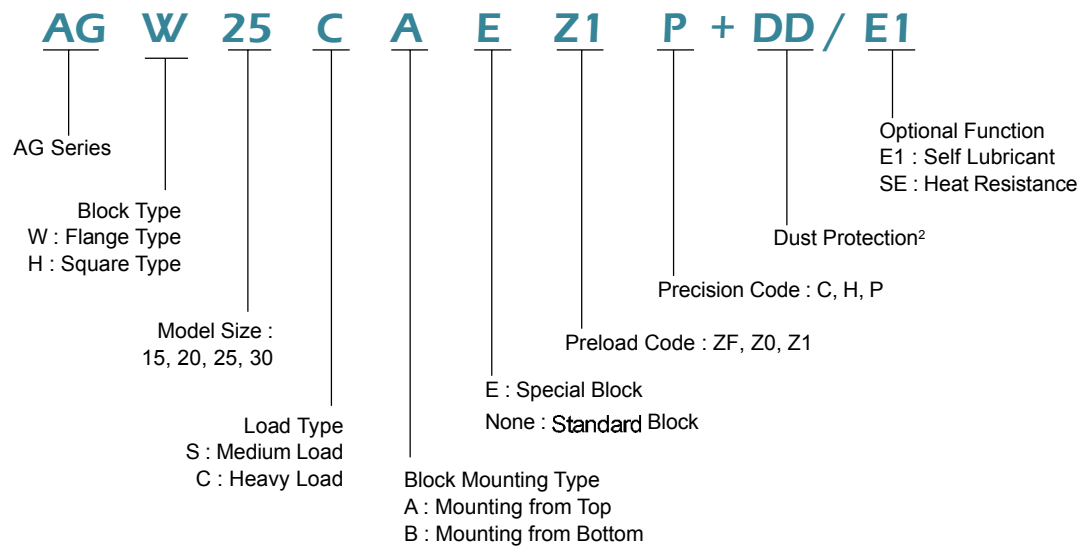 AG W 25 C A E Z1 P + DD / E1
AG Series
Block Type
W : Flange Type
H : Square Type
Model Size :
15, 20, 25, 30
Load Type
S : Medium Load
C : Heavy Load
Block Mounting Type
A : Mounting from Top
B : Mounting from Bottom
E : Special Block
None : Standard Block
Preload Code : ZF, Z0, Z1
Precision Code : C, H, P
Dust Protection²
Optional Function
E1 : Self Lubricant
SE : Heat Resistance